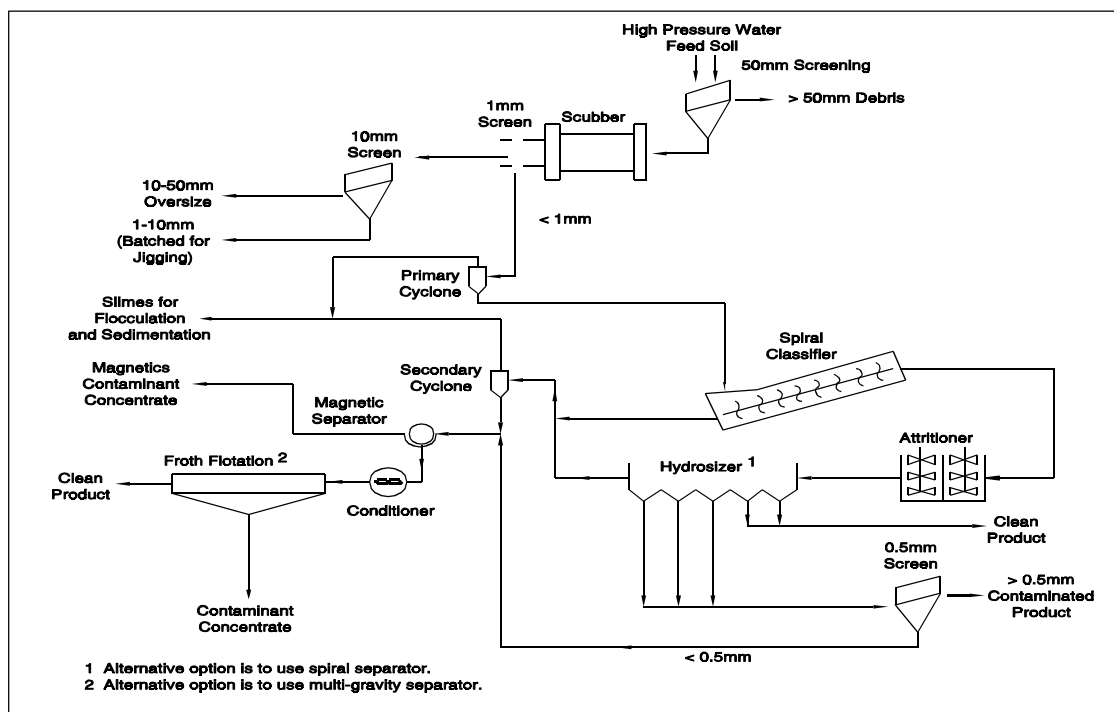 High Pressure Water
Feed Soil
50mm Screening
> 50mm Debris
1mm
Screen
Scubber
10mm
Screen
10-50mm
Oversize
1-10mm
(Batched for
Jigging)
< 1mm
Primary
Cyclone
Slimes for
Flocculation
and Sedimentation
Spiral
Classifier
Magnetics
Contaminant
Concentrate
Secondary
Cyclone
Magnetic
Separator
Attritioner
Froth Flotation 2
Hydrosizer 1
Clean
Product
Conditioner
Clean
Product
0.5mm
Screen
> 0.5mm
Contaminated
Product
Contaminant
Concentrate
< 0.5mm
1 Alternative option is to use spiral separator.
2 Alternative option is to use multi-gravity separator.